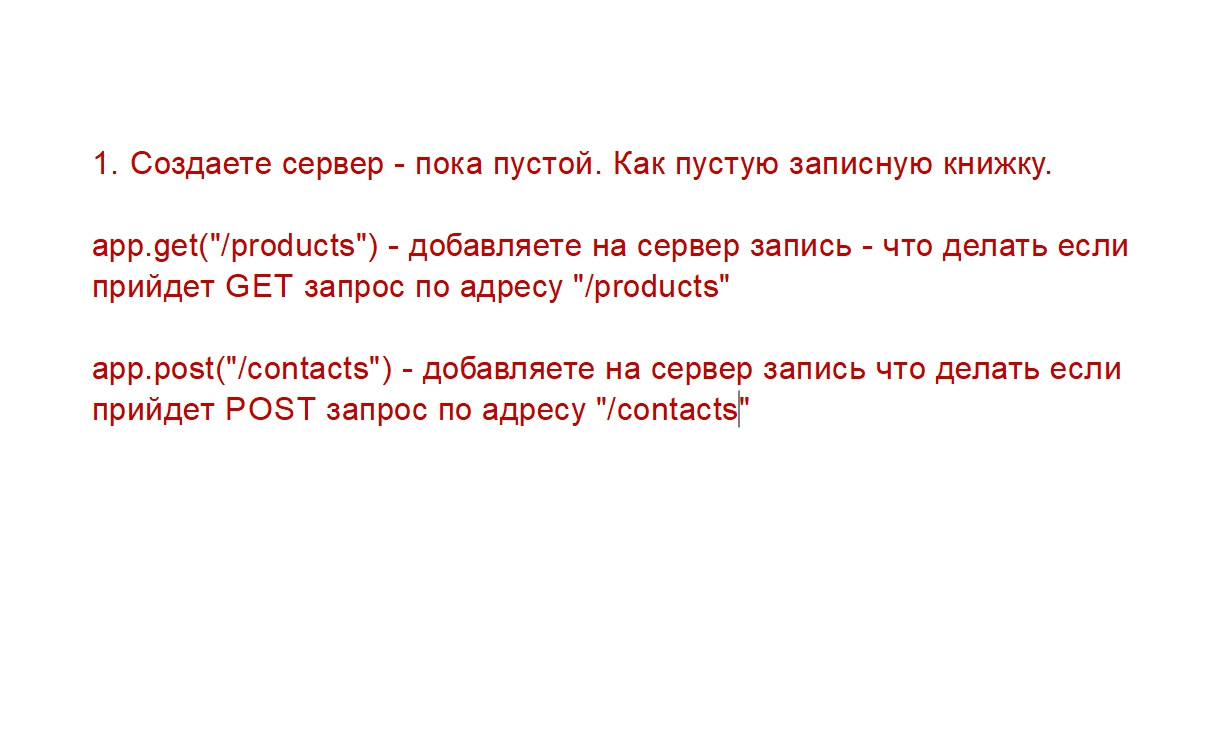 1. Создаете сервер - пока пустой. Как пустую записную книжку.
app.get("/products") - добавляете на сервер запись - что делать если
прийдет GET запрос по адресу "/products"
app.post("/contacts") - добавляете на сервер запись что делать если
прийдет POST запрос по адресу "/contacts"